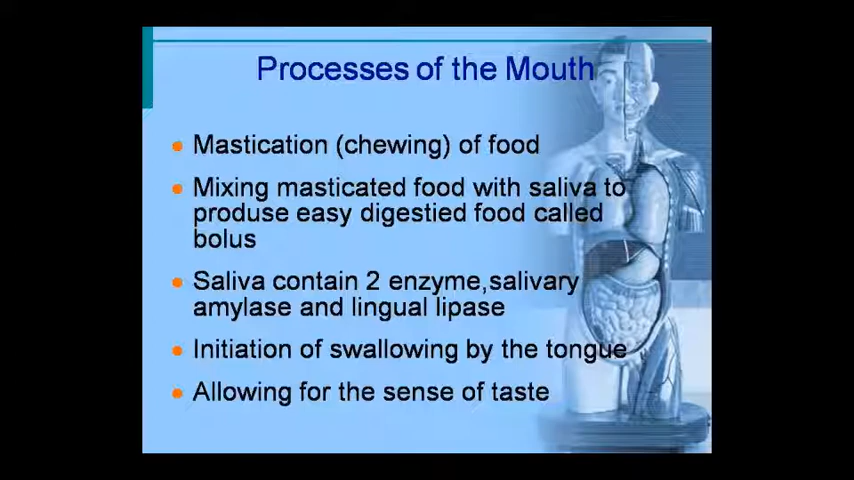 Processes of the Mouth
Mastication (chewing) of food
Mixing masticated food with saliva to
produse easy digestied food called
bolus
Saliva contain 2 enzyme,salivary
amylase and lingual lipase
Initiation of swallowing by the tongue
Allowing for the sense of taste